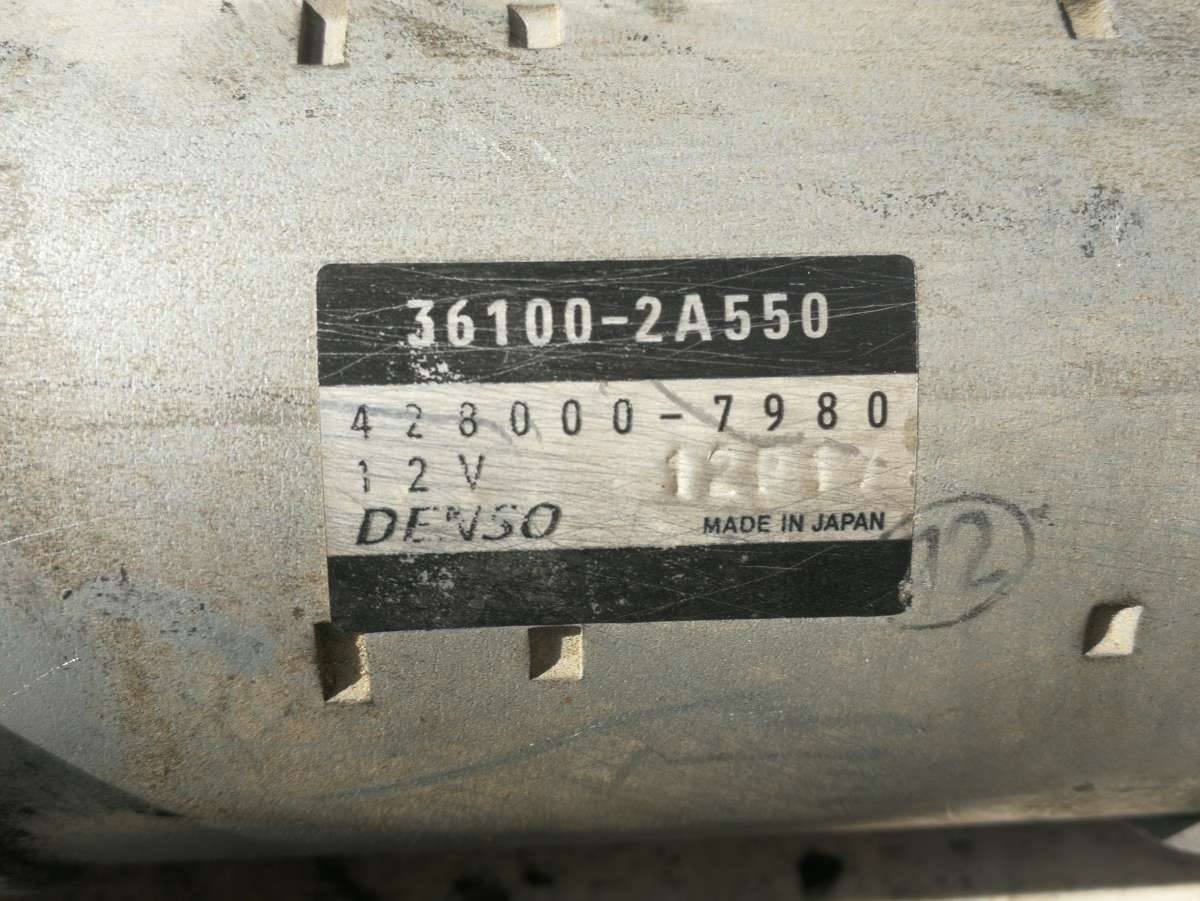 36100-2A550
428000-7980
12V
DENSO
MADE IN JAPAN
12